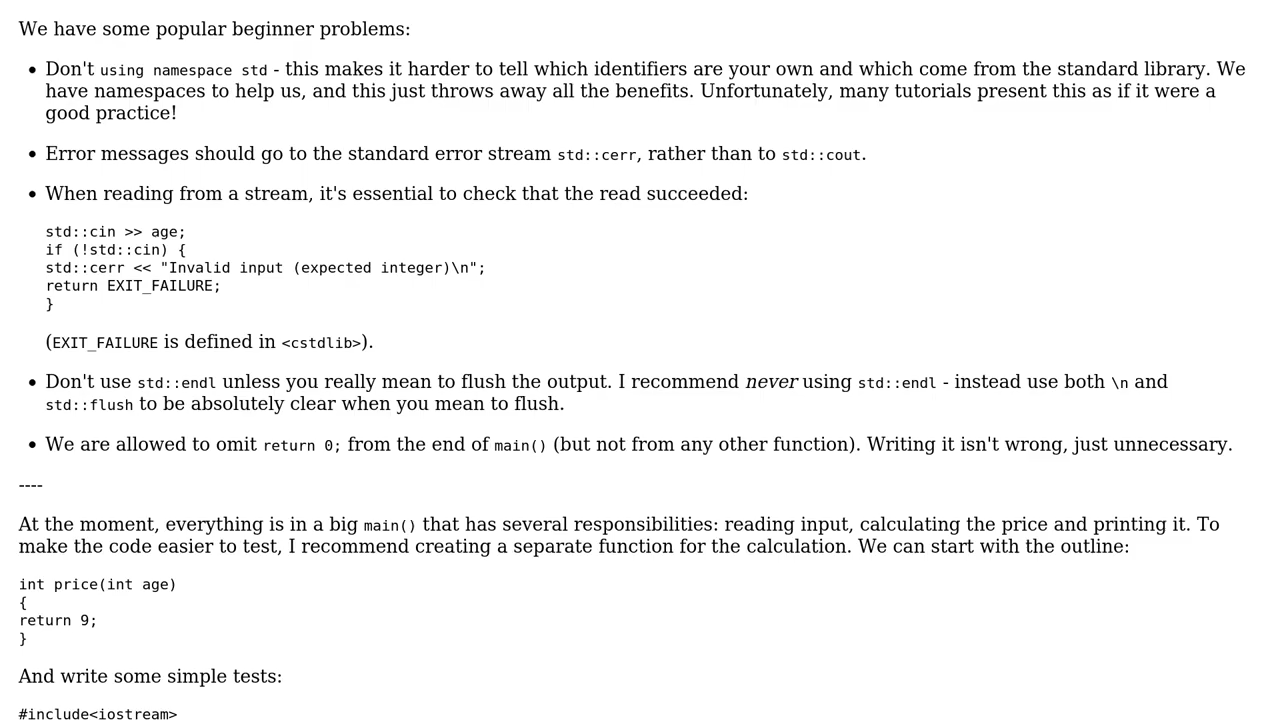 We have some popular beginner problems:
• Don't using namespace std - this makes it harder to tell which identifiers are your own and which come from the standard library. We
have namespaces to help us, and this just throws away all the benefits. Unfortunately, many tutorials present this as if it were a
good practice!
• Error messages should go to the standard error stream std::cerr, rather than to std::cout.
• When reading from a stream, it's essential to check that the read succeeded:
std::cin >> age;
if (!std::cin) {
std::cerr << "Invalid input (expected integer)\n";
return EXIT_FAILURE;
}
(EXIT_FAILURE is defined in <cstdlib>).
• Don't use std::endl unless you really mean to flush the output. I recommend never using std::endl - instead use both \n and
std::flush to be absolutely clear when you mean to flush.
• We are allowed to omit return 0; from the end of main() (but not from any other function). Writing it isn't wrong, just unnecessary.
----
At the moment, everything is in a big main() that has several responsibilities: reading input, calculating the price and printing it. To
make the code easier to test, I recommend creating a separate function for the calculation. We can start with the outline:
int price(int age)
{
return 9;
}
And write some simple tests:
#include<iostream>